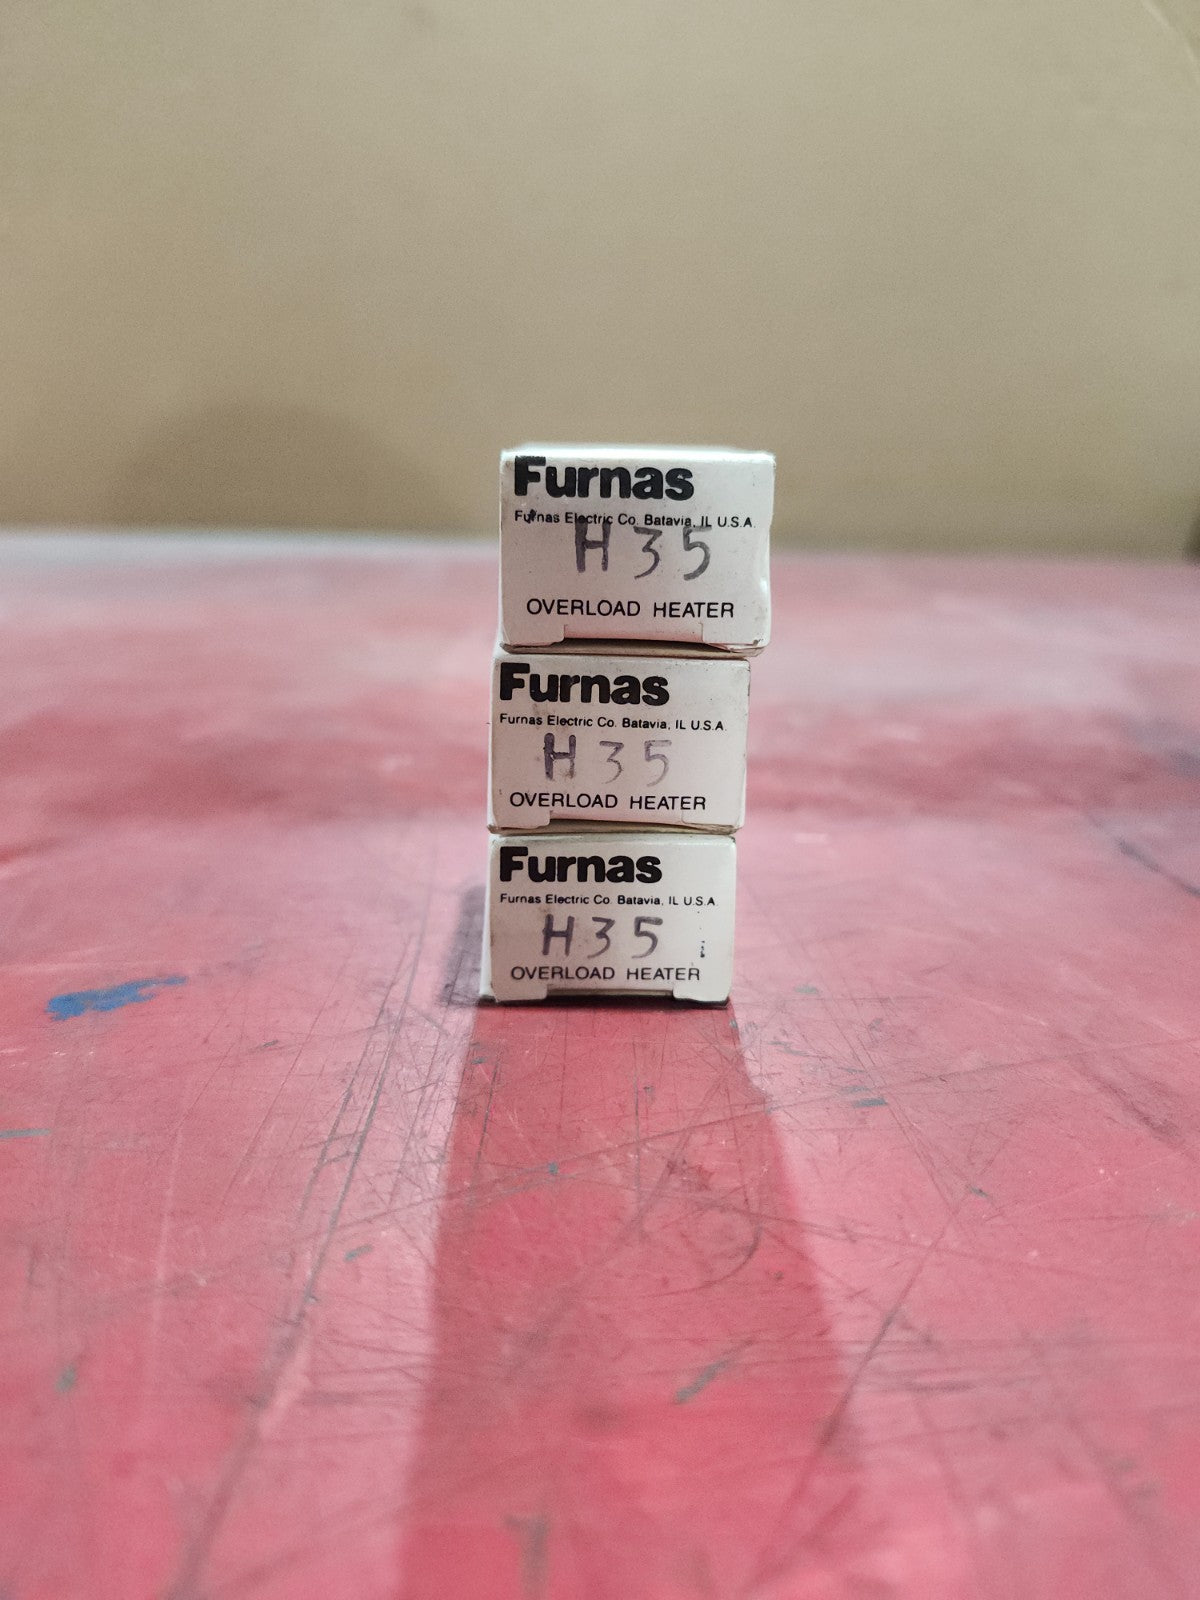 Furnas
Furnas Electric Co. Batavia, IL U.S.A.
H35
OVERLOAD HEATER
Furnas
Furnas Electric Co. Batavia, IL U.S.A.
H35
OVERLOAD HEATER
Furnas
Furnas Electric Co. Batavia, IL U.S.A.
H35
OVERLOAD HEATER